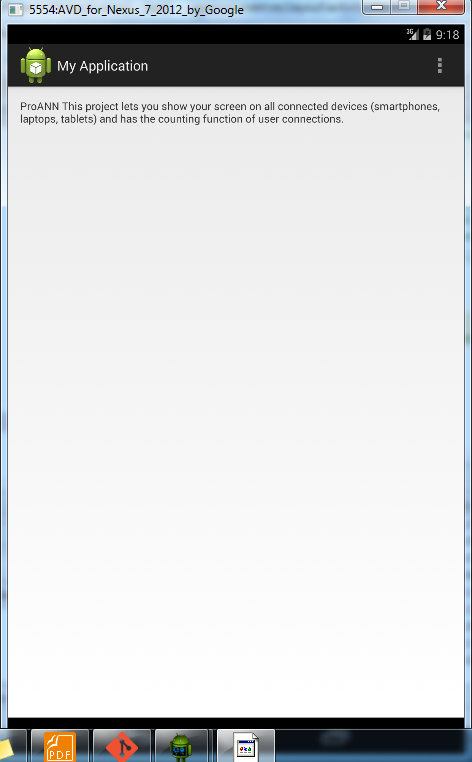 5554:AVD_for_Nexus_7_2012_by_Google
3G 9:18
My Application
ProANN This project lets you show your screen on all connected devices (smartphones,
laptops, tablets) and has the counting function of user connections.
PDF